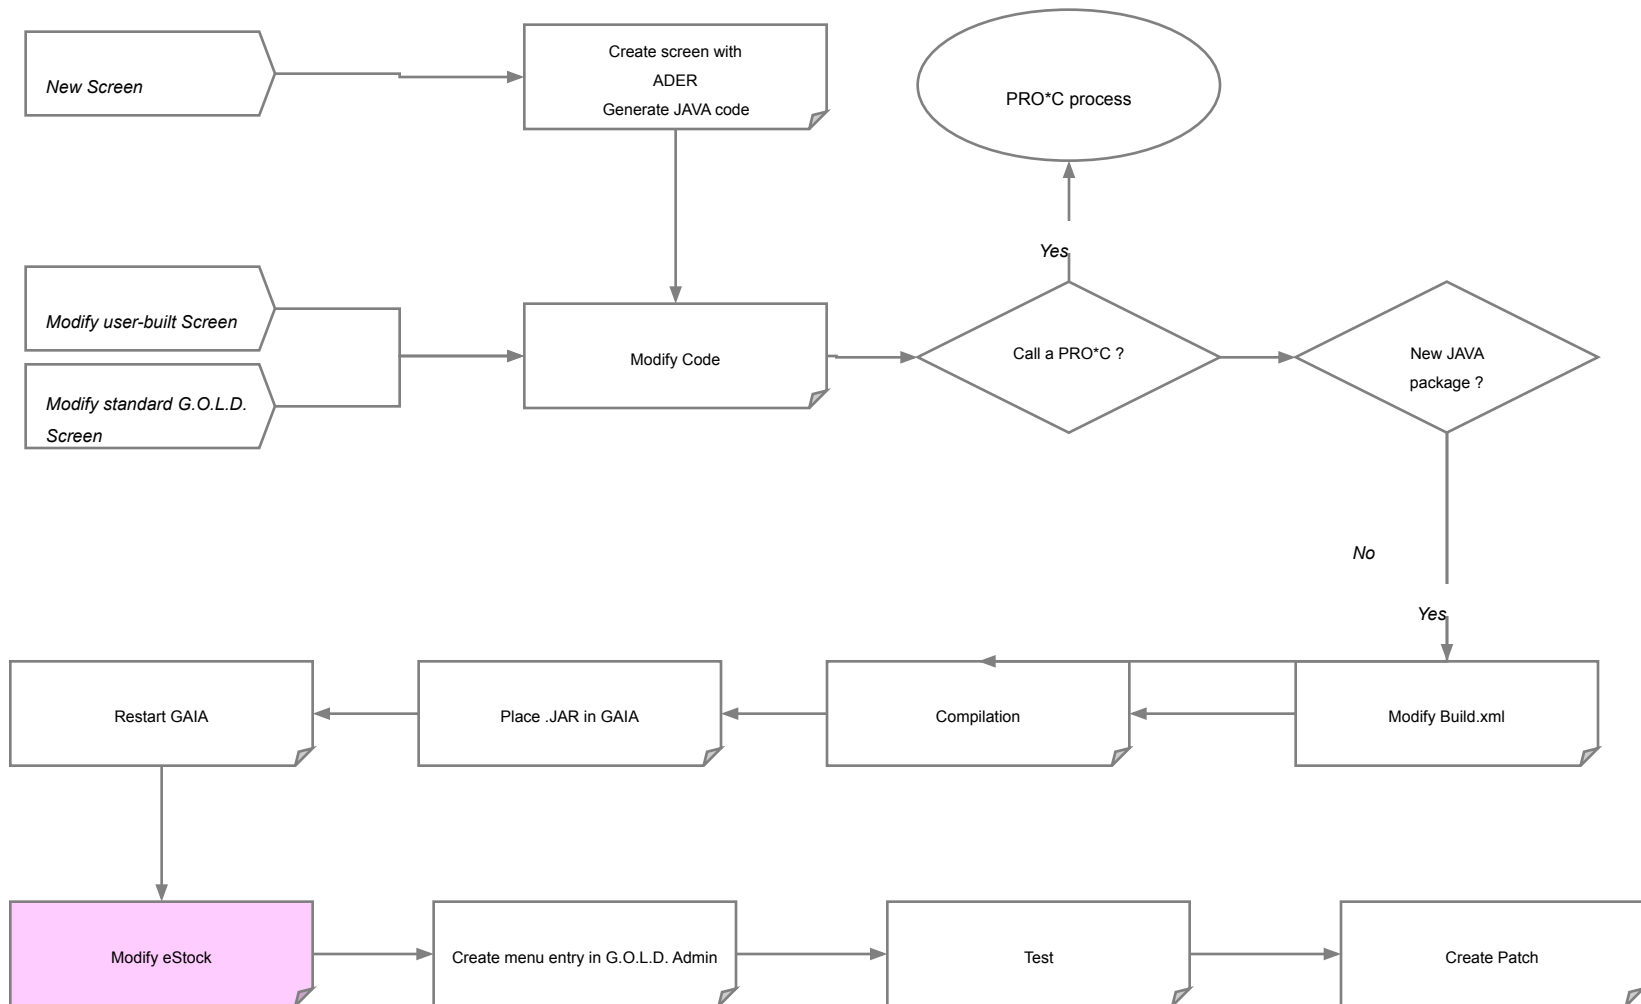 New Screen
Create screen with
ADER
Generate JAVA code
PRO*C process
Yes
Modify user-built Screen
Modify standard G.O.L.D.
Screen
Modify Code
Call a PRO*C ?
New JAVA
package ?
No
Yes
Restart GAIA
Place .JAR in GAIA
Compilation
Modify Build.xml
Modify eStock
Create menu entry in G.O.L.D. Admin
Test
Create Patch